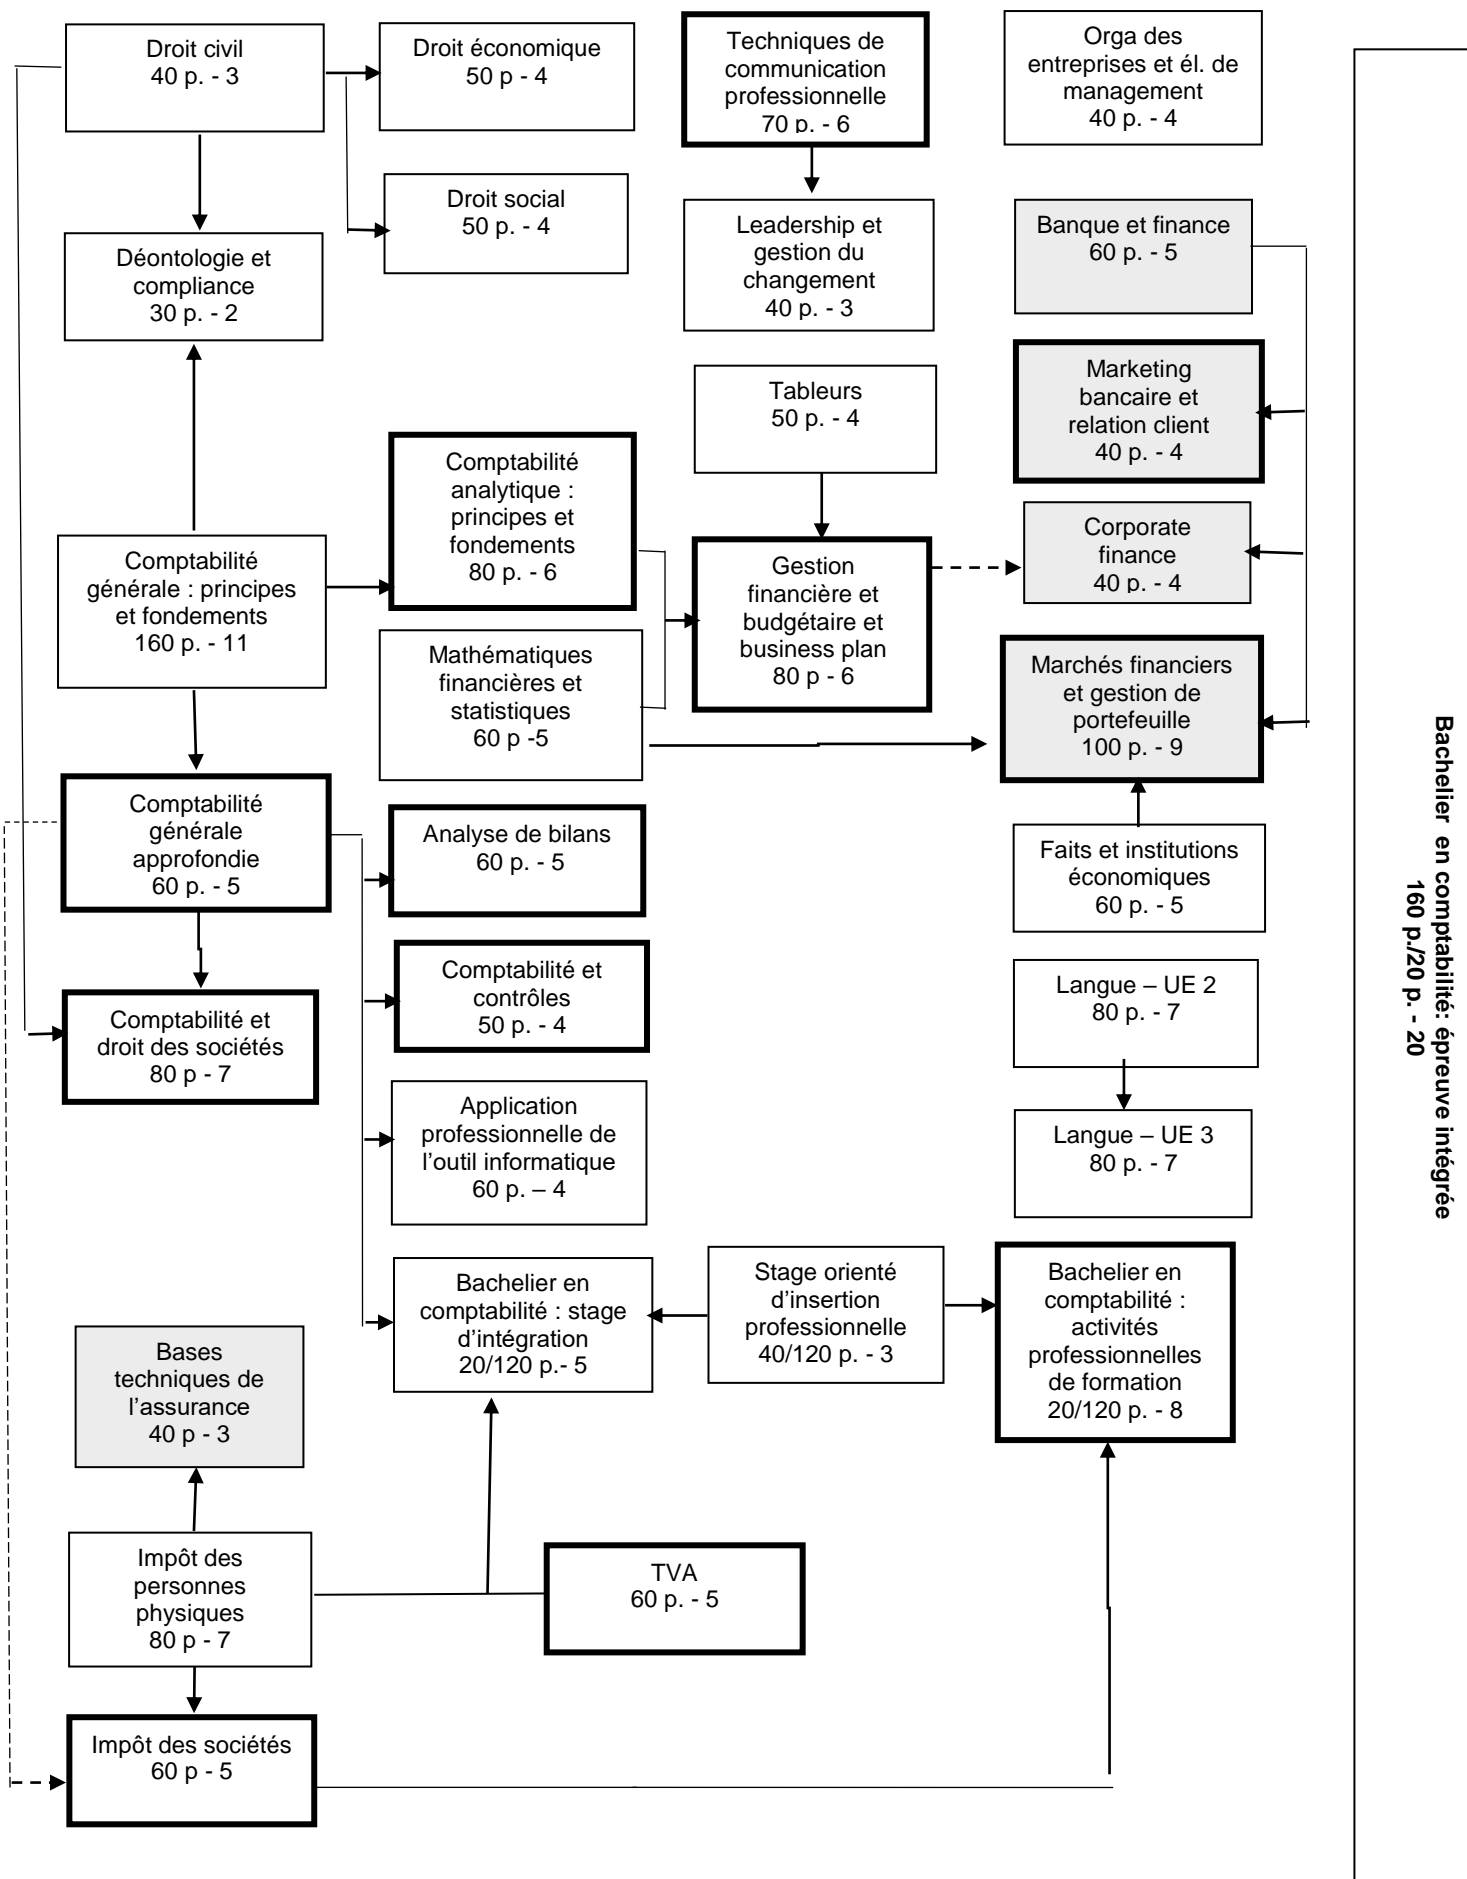 Droit civil
40 p. - 3
Droit économique
50 p - 4
Techniques de
communication
professionnelle
70 p. - 6
Orga des
entreprises et él. de
management
40 p. - 4
Droit social
50 p. - 4
Leadership et
gestion du
changement
40 p. - 3
Banque et finance
60 p. - 5
Déontologie et
compliance
30 p. - 2
Marketing
bancaire et
relation client
40 p. - 4
Tableurs
50 p. - 4
Comptabilité
analytique :
principes et
fondements
80 p. - 6
Corporate
finance
40 p. - 4
Comptabilité
générale : principes
et fondements
160 p. - 11
Gestion
financière et
budgétaire et
business plan
80 p - 6
Mathématiques
financières et
statistiques
60 p -5
Marchés financiers
et gestion de
portefeuille
100 p. - 9
Comptabilité
générale
approfondie
60 p. - 5
Analyse de bilans
60 p. - 5
Faits et institutions
économiques
60 p. - 5
Comptabilité et
contrôles
50 p. - 4
Langue – UE 2
80 p. - 7
Comptabilité et
droit des sociétés
80 p - 7
Application
professionnelle de
l’outil informatique
60 p. – 4
Langue – UE 3
80 p. - 7
Bachelier en
comptabilité : stage
d’intégration
20/120 p.- 5
Stage orienté
d’insertion
professionnelle
40/120 p. - 3
Bachelier en
comptabilité :
activités
professionnelles
de formation
20/120 p. - 8
Bases
techniques de
l’assurance
40 p - 3
Impôt des
personnes
physiques
80 p - 7
TVA
60 p. - 5
Impôt des sociétés
60 p - 5
Bachelier en comptabilité: épreuve intégrée
160 p./20 p. - 20